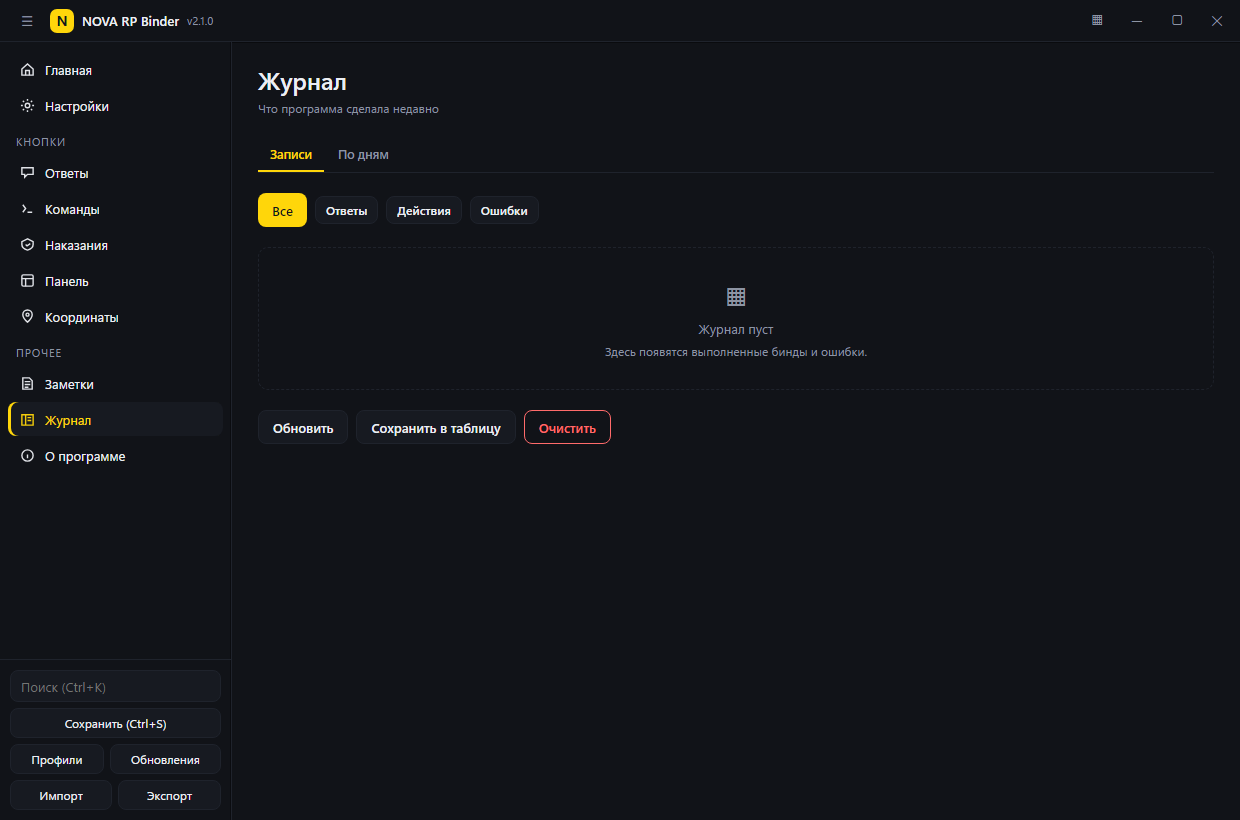 N NOVA RP Binder v2.1.0
Главная
Настройки
КНОПКИ
Ответы
Команды
Наказания
Панель
Координаты
ПРОЧЕЕ
Заметки
Журнал
О программе
Поиск (Ctrl+K)
Сохранить (Ctrl+S)
Профили Обновления
Импорт Экспорт
Журнал
Что программа сделала недавно
Записи По дням
Все Ответы Действия Ошибки
Журнал пуст
Здесь появятся выполненные бинды и ошибки.
Обновить Сохранить в таблицу Очистить